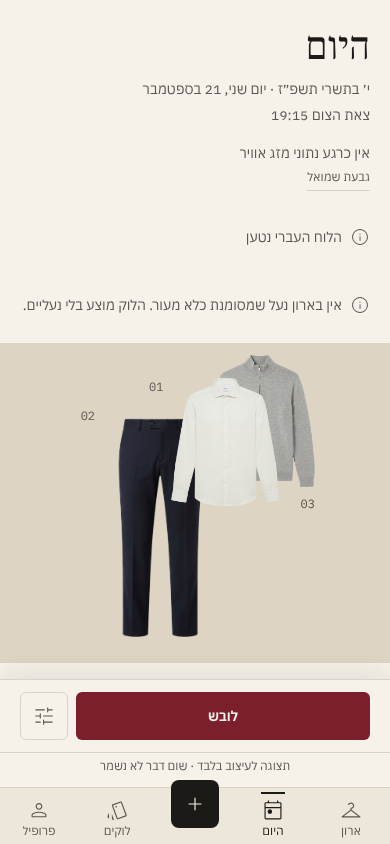 היום
י׳ בתשרי תשפ״ז · יום שני, 21 בספטמבר
צאת הצום 19:15
אין כרגע נתוני מזג אוויר
גבעת שמואל
הלוח העברי נטען
אין בארון נעל שמסומנת כלא מעור. הלוק מוצע בלי נעליים.
01
02
03
לובש
תצוגה לעיצוב בלבד · שום דבר לא נשמר
ארון
היום
לוקים
פרופיל